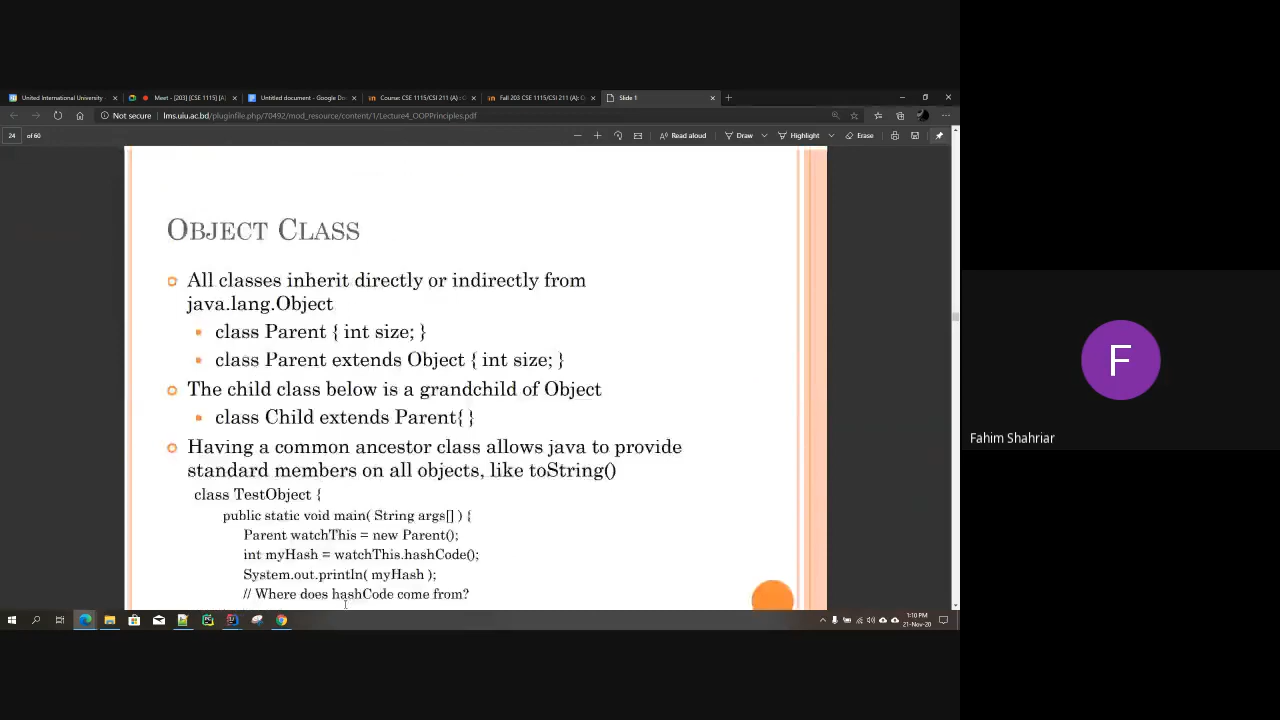 United International University
Meet - [203] [CSE 1115] [A]
Untitled document - Google Do
Course: CSE 1115/CSI 211 (A) : O
Fall 203 CSE 1115/CSI 211 (A): O
Slide 1
Not secure lms.uiu.ac.bd/pluginfile.php/70492/mod_resource/content/1/Lecture4_OOPPrinciples.pdf
24 of 60
Read aloud Draw Highlight Erase
OBJECT CLASS
All classes inherit directly or indirectly from
java.lang.Object
class Parent { int size; }
class Parent extends Object { int size; }
The child class below is a grandchild of Object
class Child extends Parent{ }
Having a common ancestor class allows java to provide
standard members on all objects, like toString()
class TestObject {
public static void main( String args[] ) {
Parent watchThis = new Parent();
int myHash = watchThis.hashCode();
System.out.println( myHash );
// Where does hashCode come from?
1:10 PM
21-Nov-20
F
Fahim Shahriar